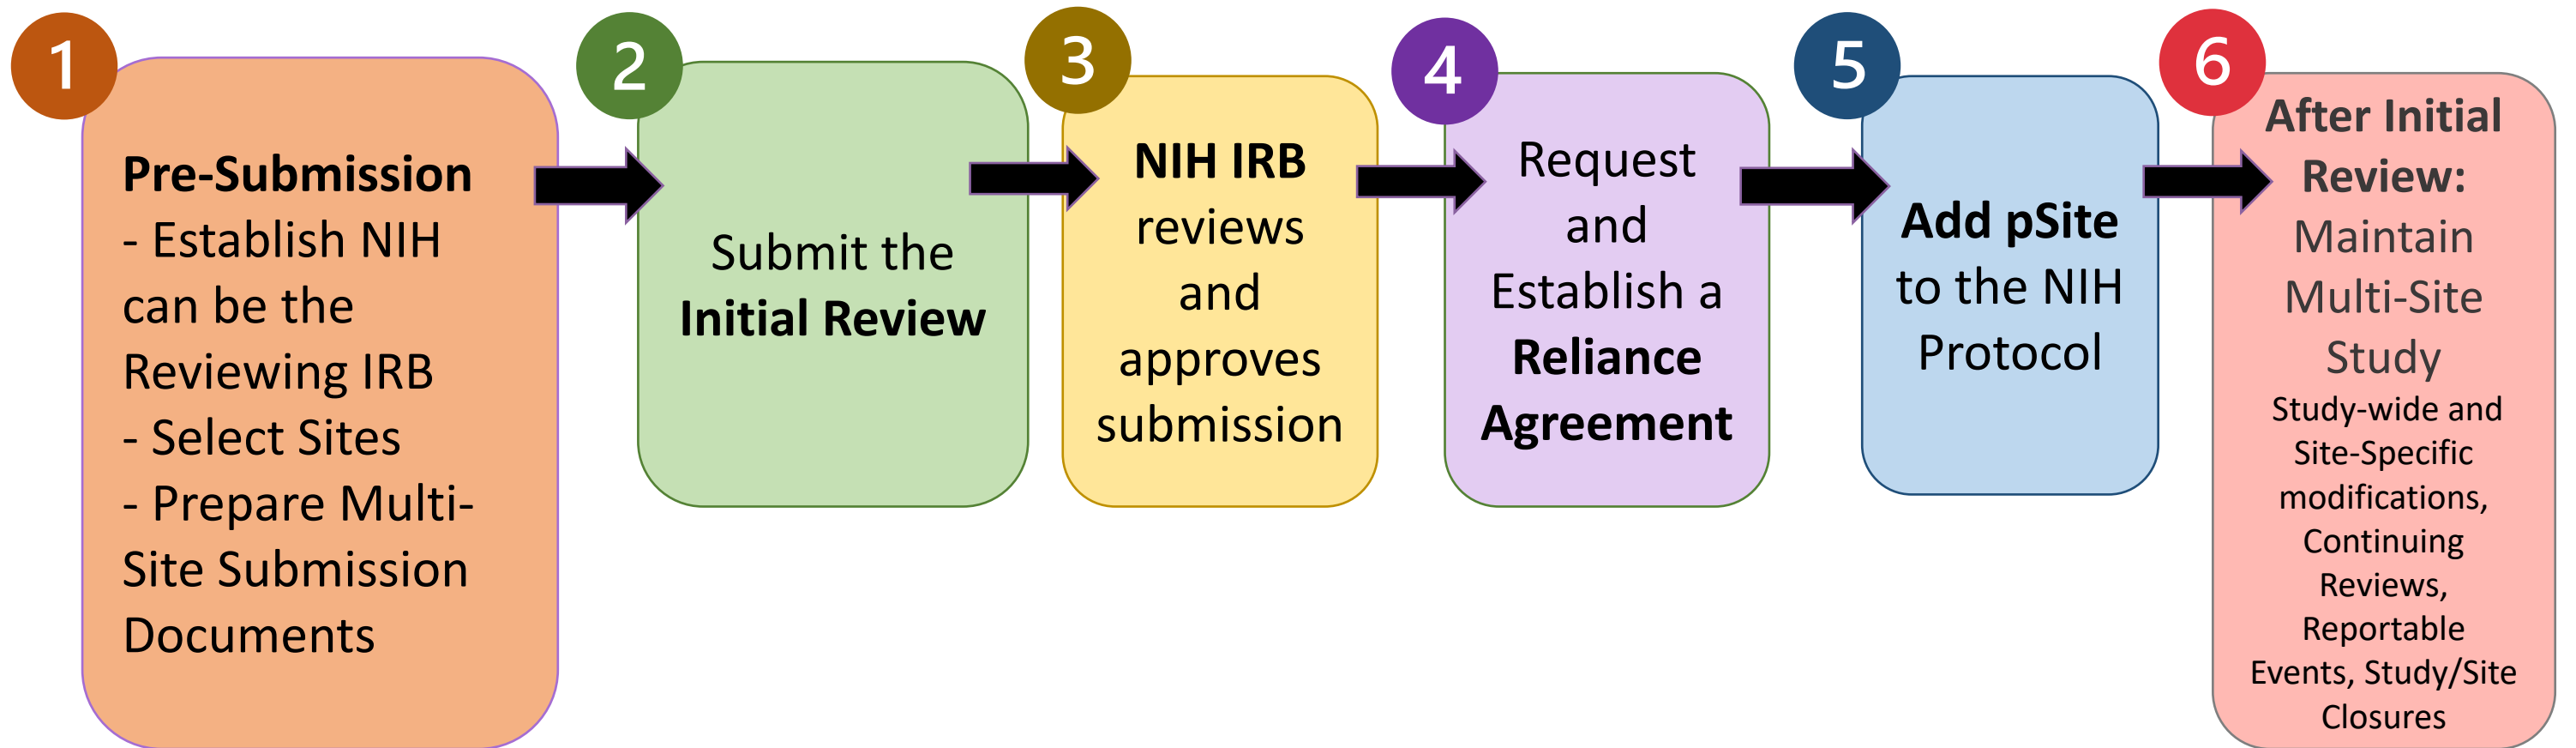 1
Pre-Submission
- Establish NIH
can be the
Reviewing IRB
- Select Sites
- Prepare Multi-
Site Submission
Documents
2
Submit the
Initial Review
3
NIH IRB
reviews
and
approves
submission
4
Request
and
Establish a
Reliance
Agreement
5
Add pSite
to the NIH
Protocol
6
After Initial
Review:
Maintain
Multi-Site
Study
Study-wide and
Site-Specific
modifications,
Continuing
Reviews,
Reportable
Events, Study/Site
Closures